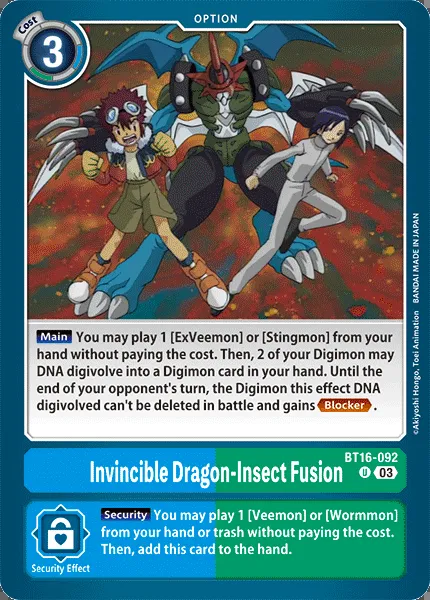 OPTION
Cost
3
Main You may play 1 [ExVeemon] or [Stingmon] from your
hand without paying the cost. Then, 2 of your Digimon may
DNA digivolve into a Digimon card in your hand. Until the
end of your opponent's turn, the Digimon this effect DNA
digivolved can't be deleted in battle and gains Blocker.
©Akiyoshi Hongo, Toei Animation BANDAI MADE IN JAPAN
BT16-092
Invincible Dragon-Insect Fusion
U 03
Security You may play 1 [Veemon] or [Wormmon]
from your hand or trash without paying the cost.
Then, add this card to the hand.
Security Effect